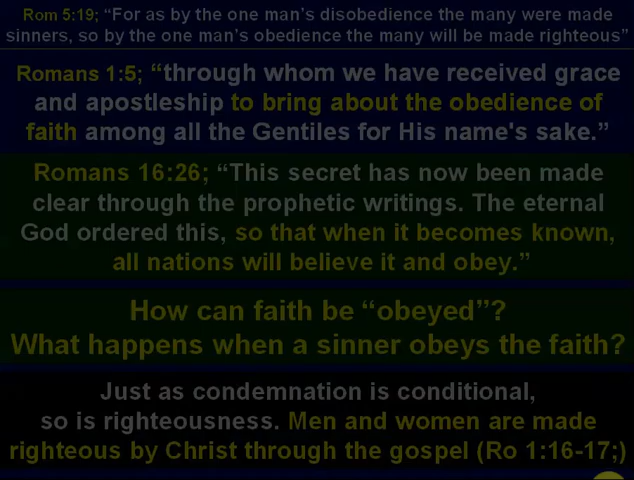 Rom 5:19; “For as by the one man’s disobedience the many were made
sinners, so by the one man’s obedience the many will be made righteous”
Romans 1:5; “through whom we have received grace
and apostleship to bring about the obedience of
faith among all the Gentiles for His name's sake.”
Romans 16:26; “This secret has now been made
clear through the prophetic writings. The eternal
God ordered this, so that when it becomes known,
all nations will believe it and obey.”
How can faith be “obeyed”?
What happens when a sinner obeys the faith?
Just as condemnation is conditional,
so is righteousness. Men and women are made
righteous by Christ through the gospel (Ro 1:16-17;)